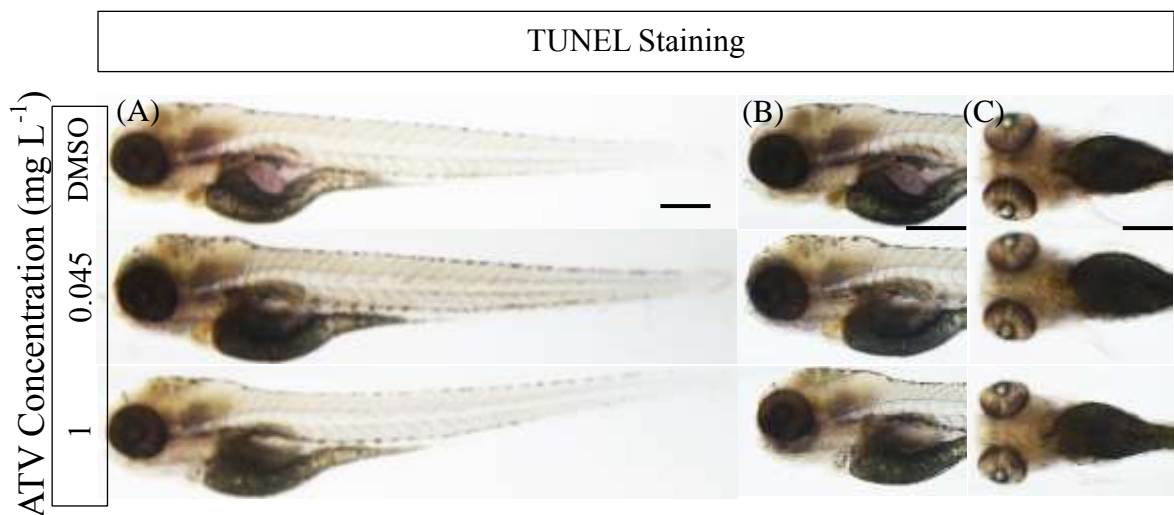 TUNEL Staining
(A)
(B)
(C)
ATV Concentration (mg L⁻¹)
DMSO
0.045
1